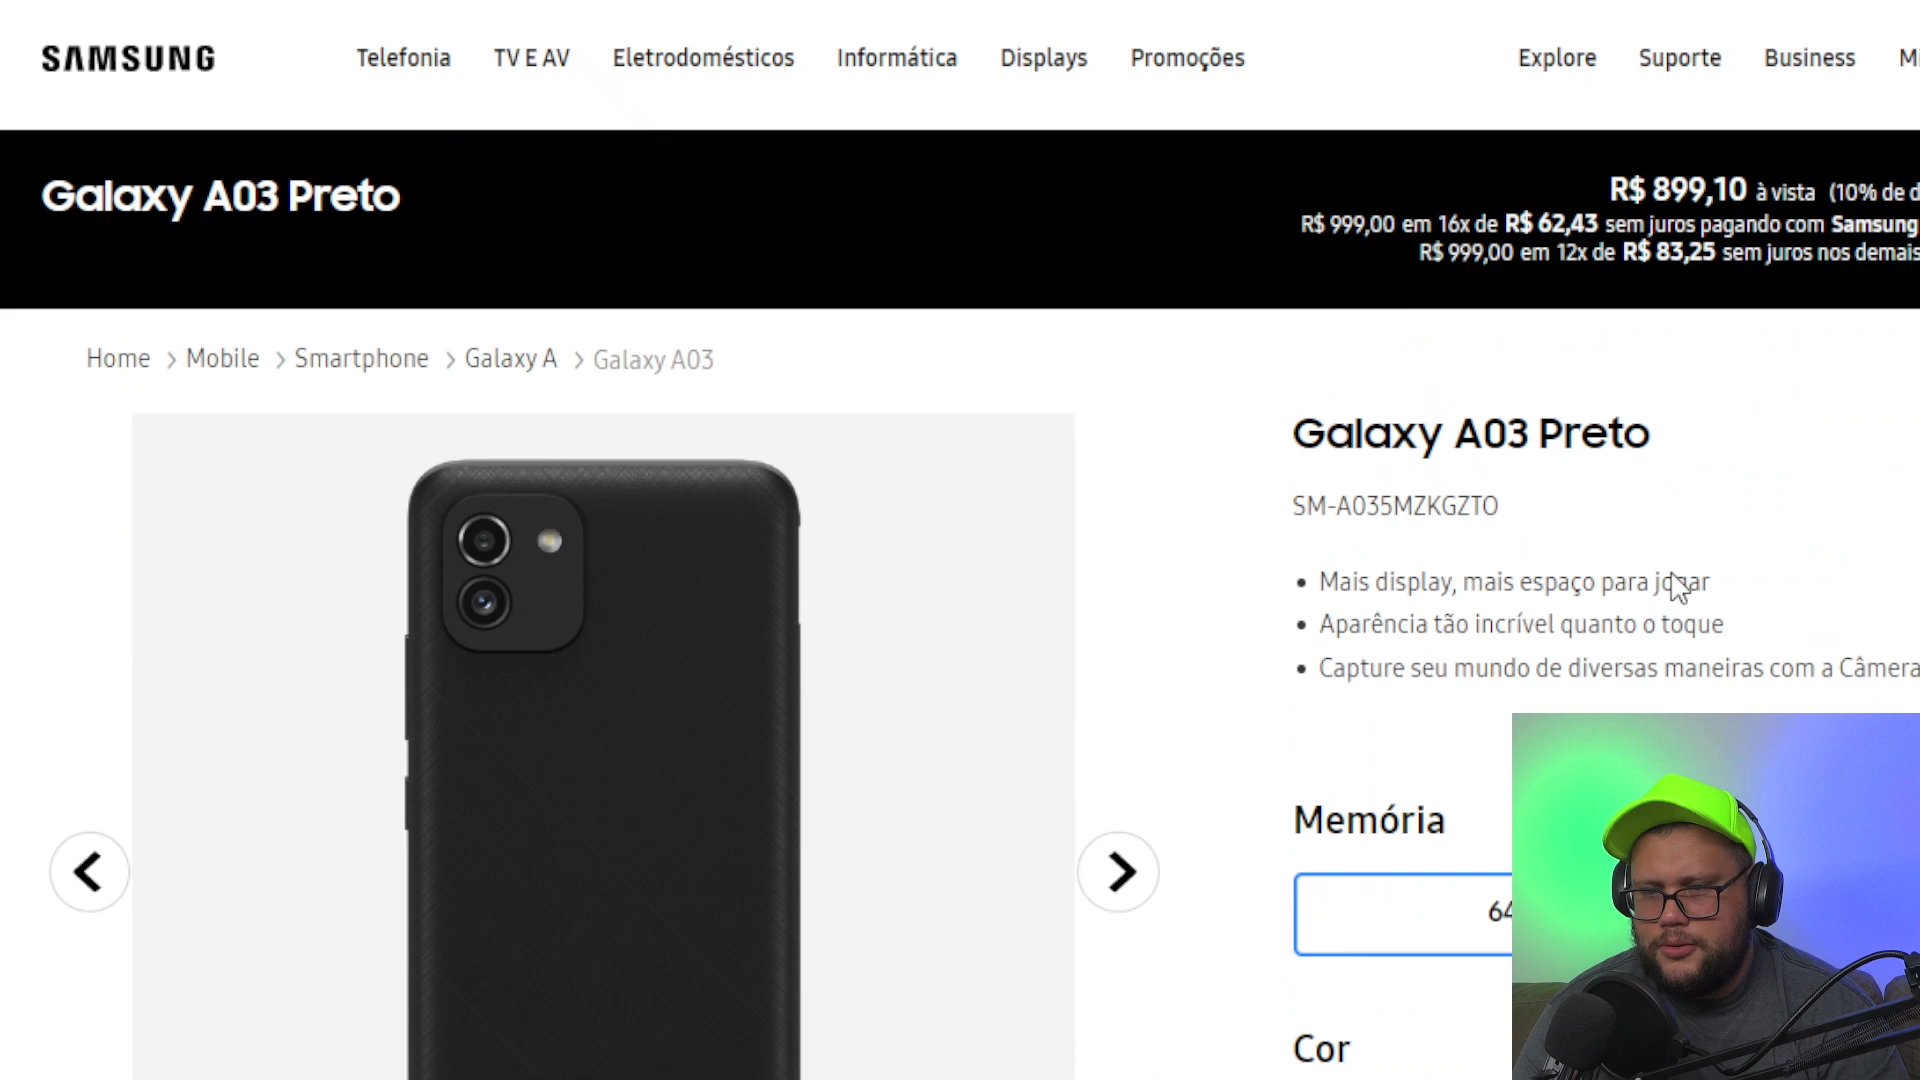 SAMSUNG
Telefonia TV E AV Eletrodomésticos Informática Displays Promoções Explore Suporte Business
Galaxy A03 Preto
R$ 899,10 à vista (10% de
R$ 999,00 em 16x de R$ 62,43 sem juros pagando com Samsung
R$ 999,00 em 12x de R$ 83,25 sem juros nos demais
Home > Mobile > Smartphone > Galaxy A > Galaxy A03
Galaxy A03 Preto
SM-A035MZKGZTO
• Mais display, mais espaço para jogar
• Aparência tão incrível quanto o toque
• Capture seu mundo de diversas maneiras com a Câmera
Memória
64
Cor